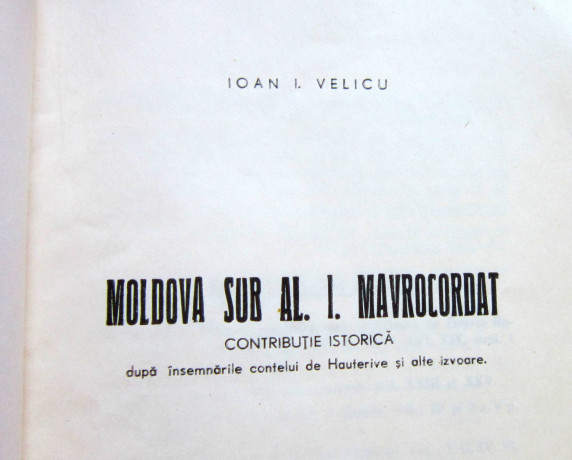 IOAN I. VELICU
MOLDOVA SUB AL. I. MAVROCORDAT
CONTRIBUȚIE ISTORICĂ
după însemnările contelui de Hauterive și alte izvoare.